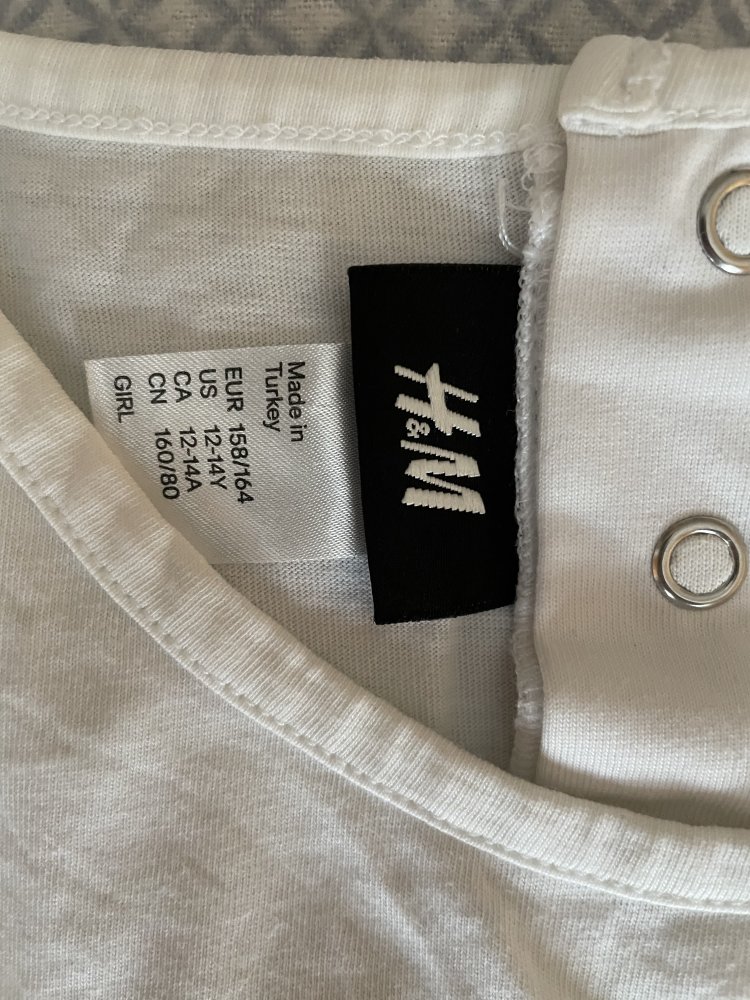 H&M
Made in
Turkey
EUR 158/164
US 12-14Y
CA 12-14A
CN 160/80
GIRL